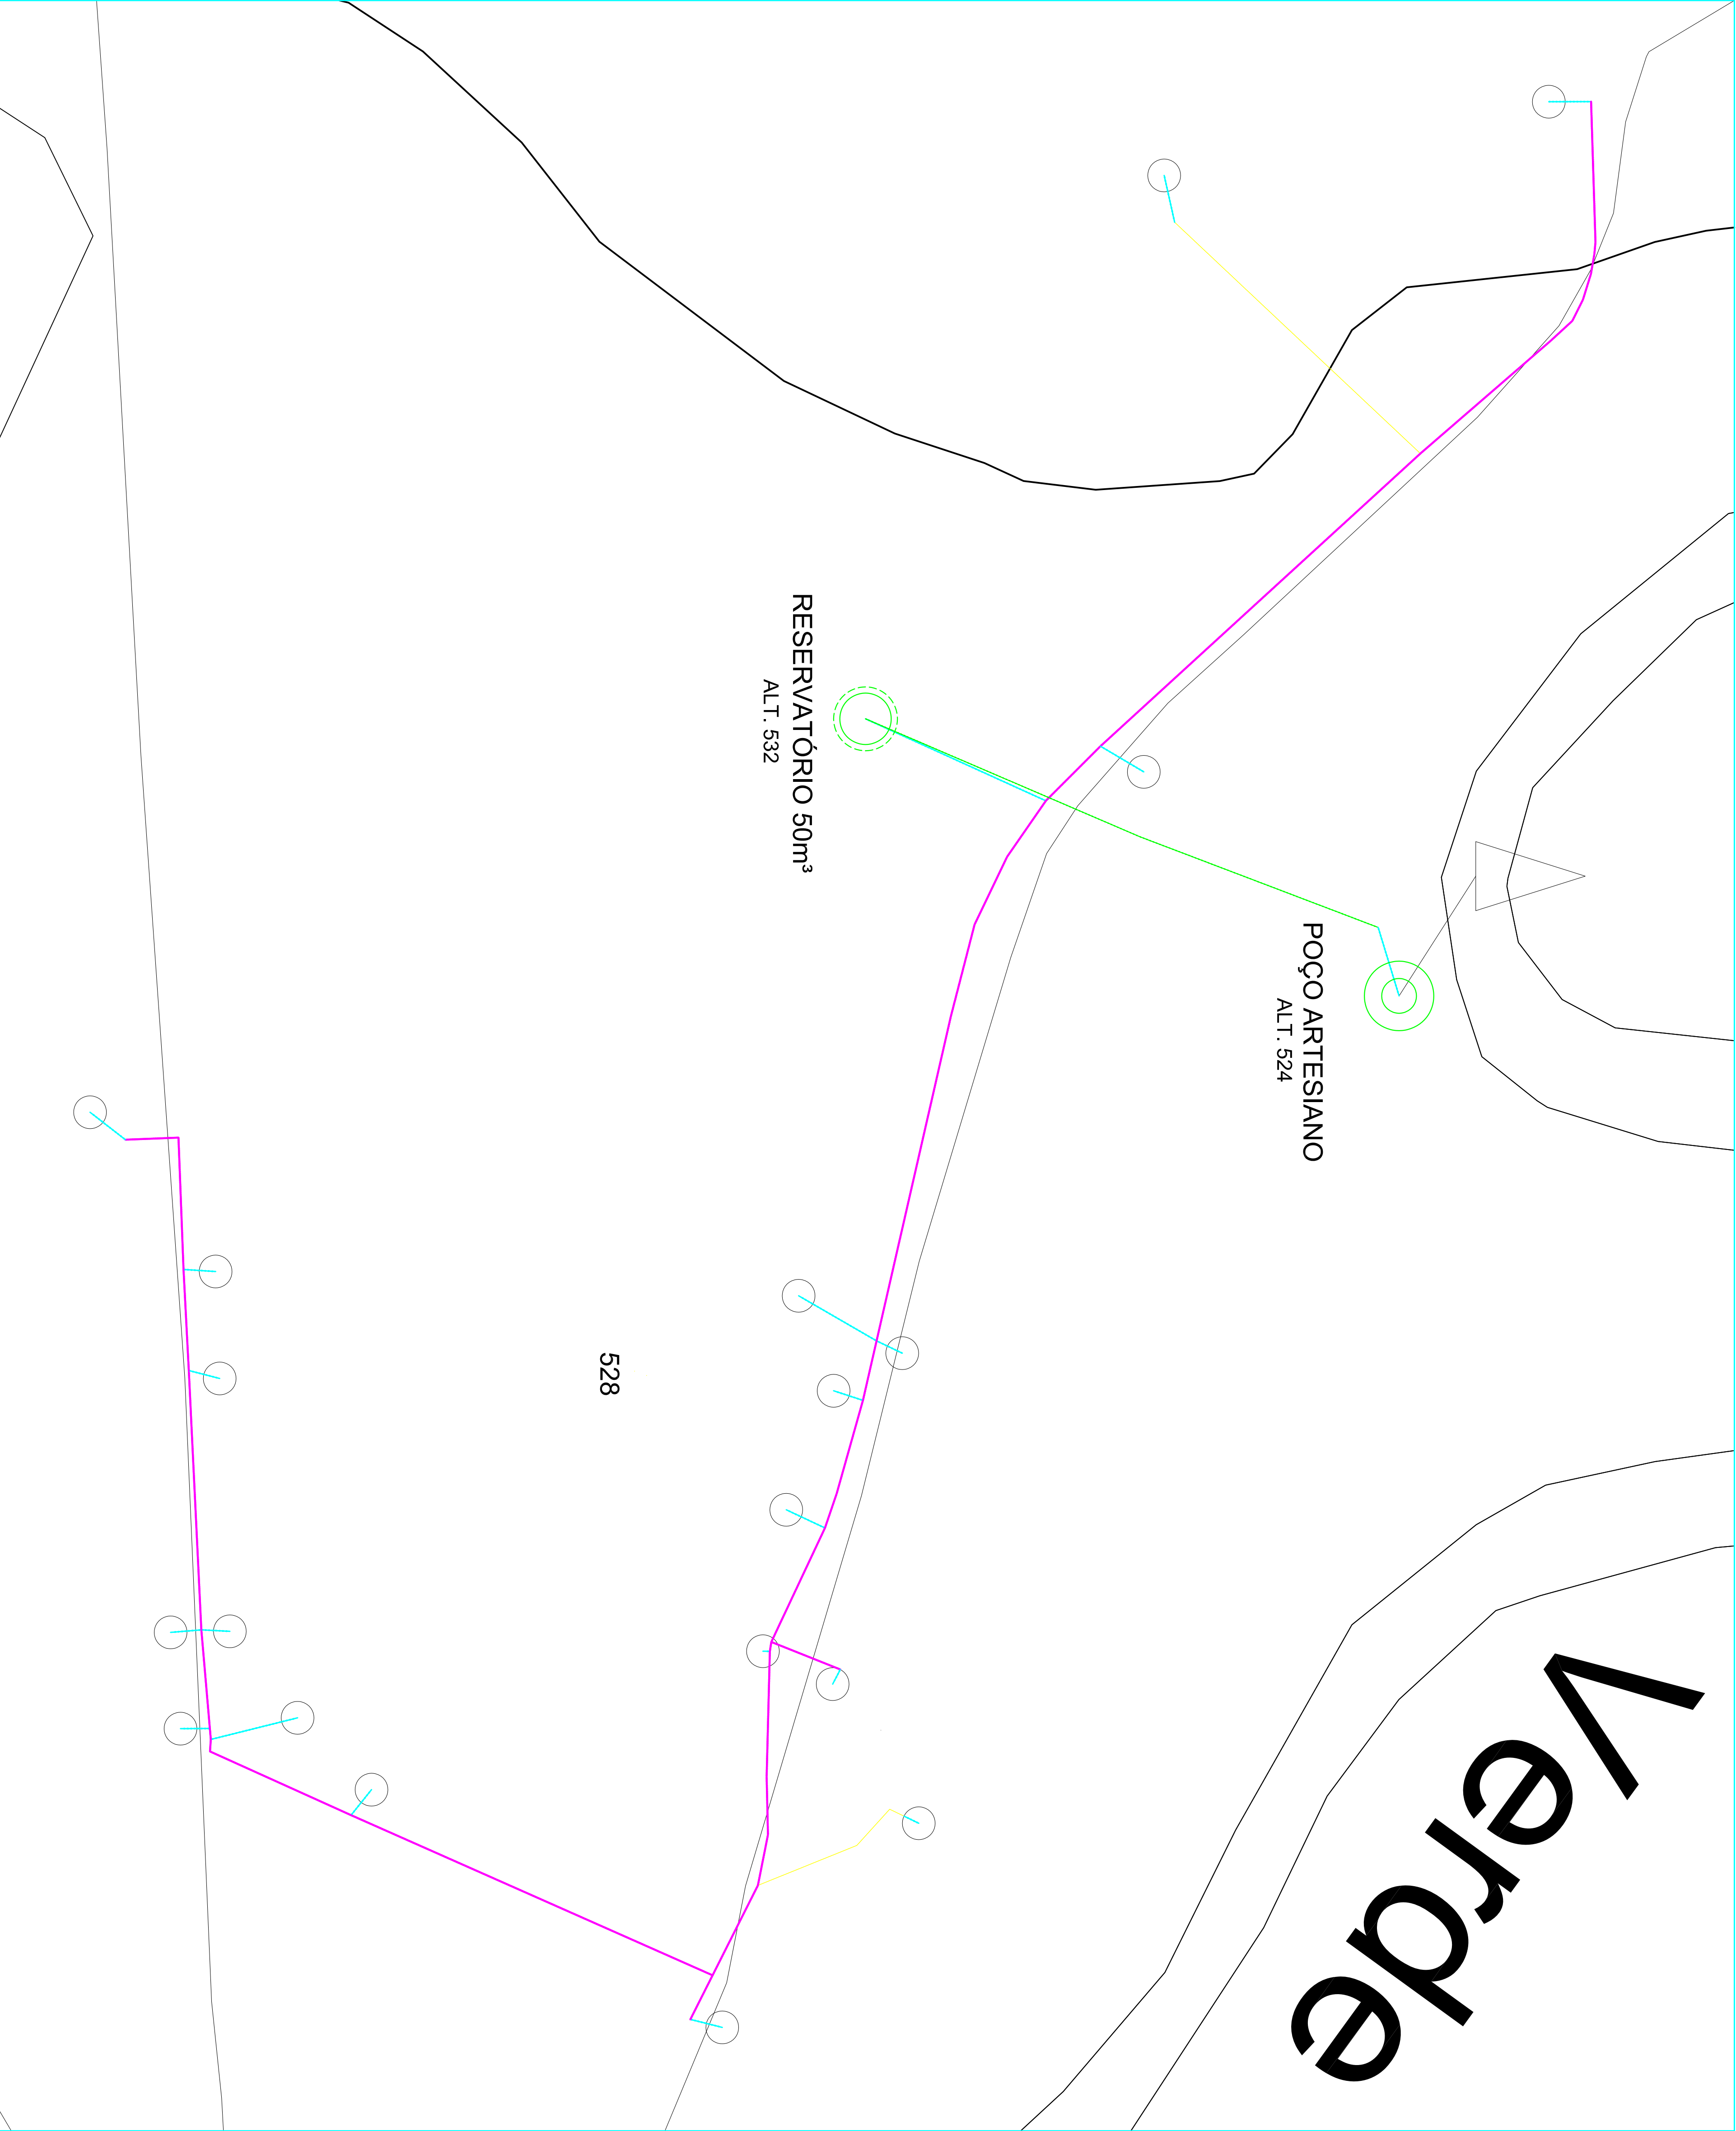 RESERVATÓRIO 50m³
ALT. 532
POÇO ARTESIANO
ALT. 524
528
Verde